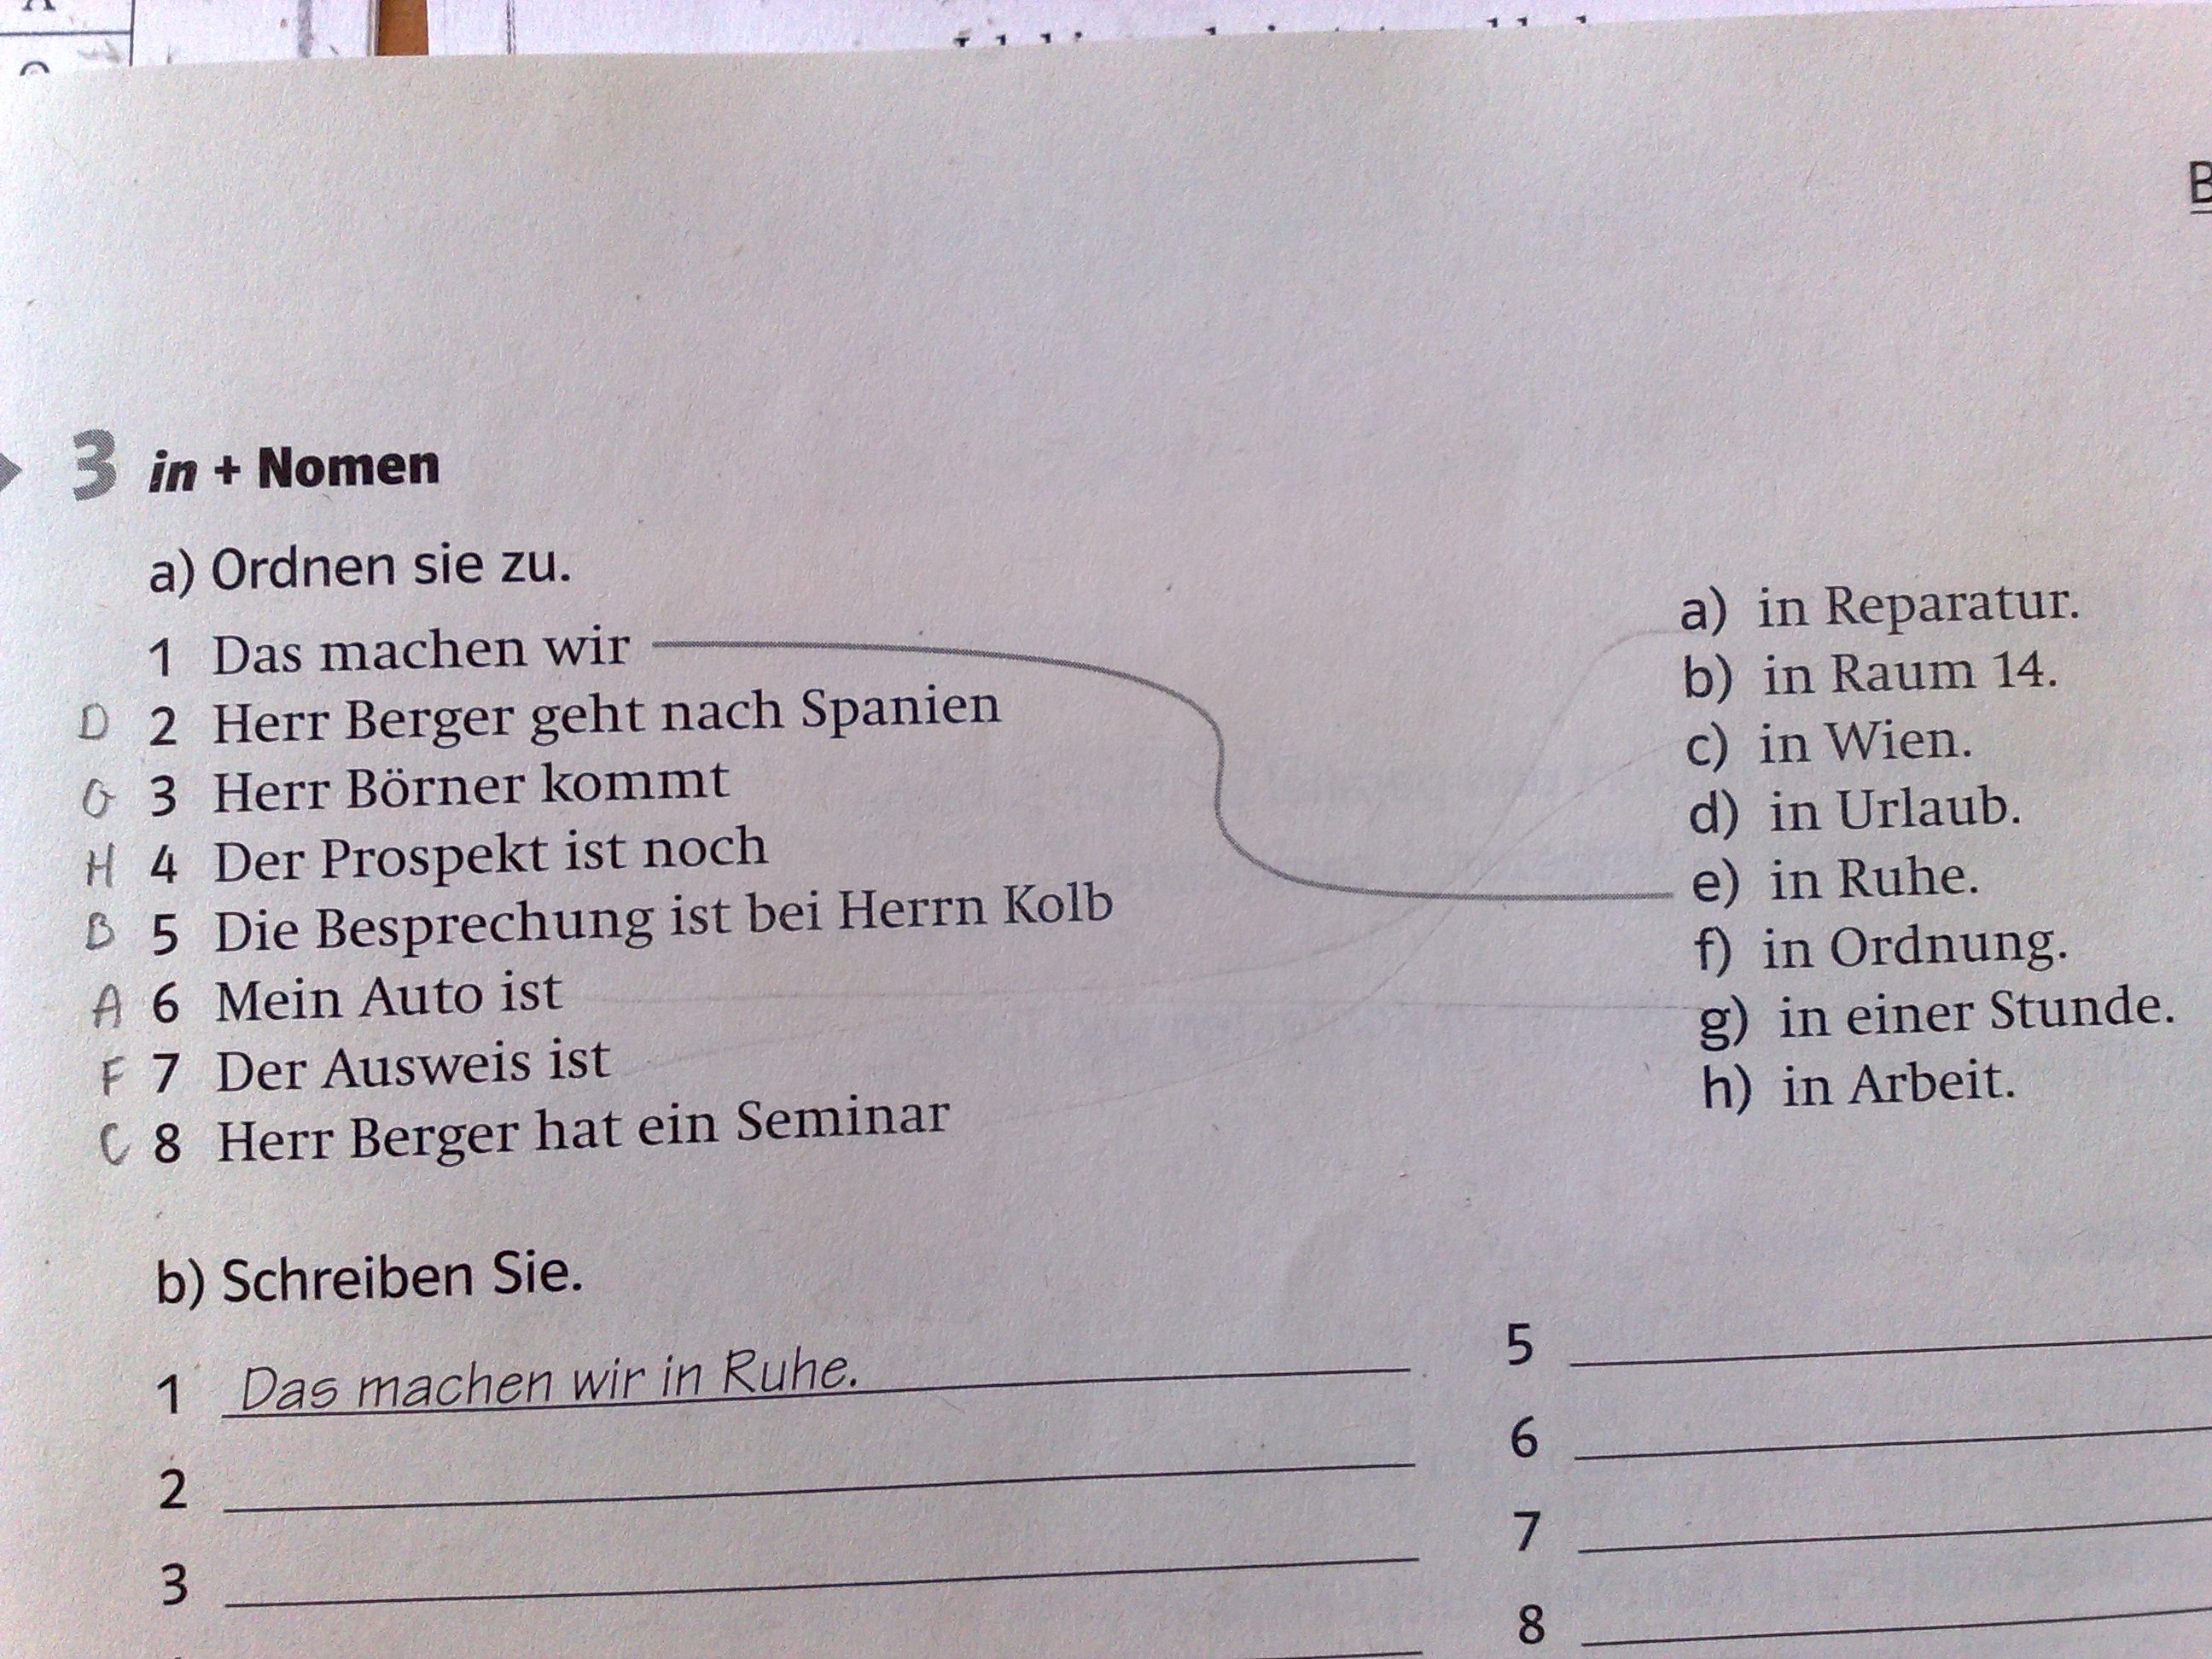 B
3 in + Nomen
a) Ordnen sie zu.
1 Das machen wir
D 2 Herr Berger geht nach Spanien
G 3 Herr Börner kommt
H 4 Der Prospekt ist noch
B 5 Die Besprechung ist bei Herrn Kolb
A 6 Mein Auto ist
F 7 Der Ausweis ist
C 8 Herr Berger hat ein Seminar
a) in Reparatur.
b) in Raum 14.
c) in Wien.
d) in Urlaub.
e) in Ruhe.
f) in Ordnung.
g) in einer Stunde.
h) in Arbeit.
b) Schreiben Sie.
1 Das machen wir in Ruhe.
2
3
5
6
7
8